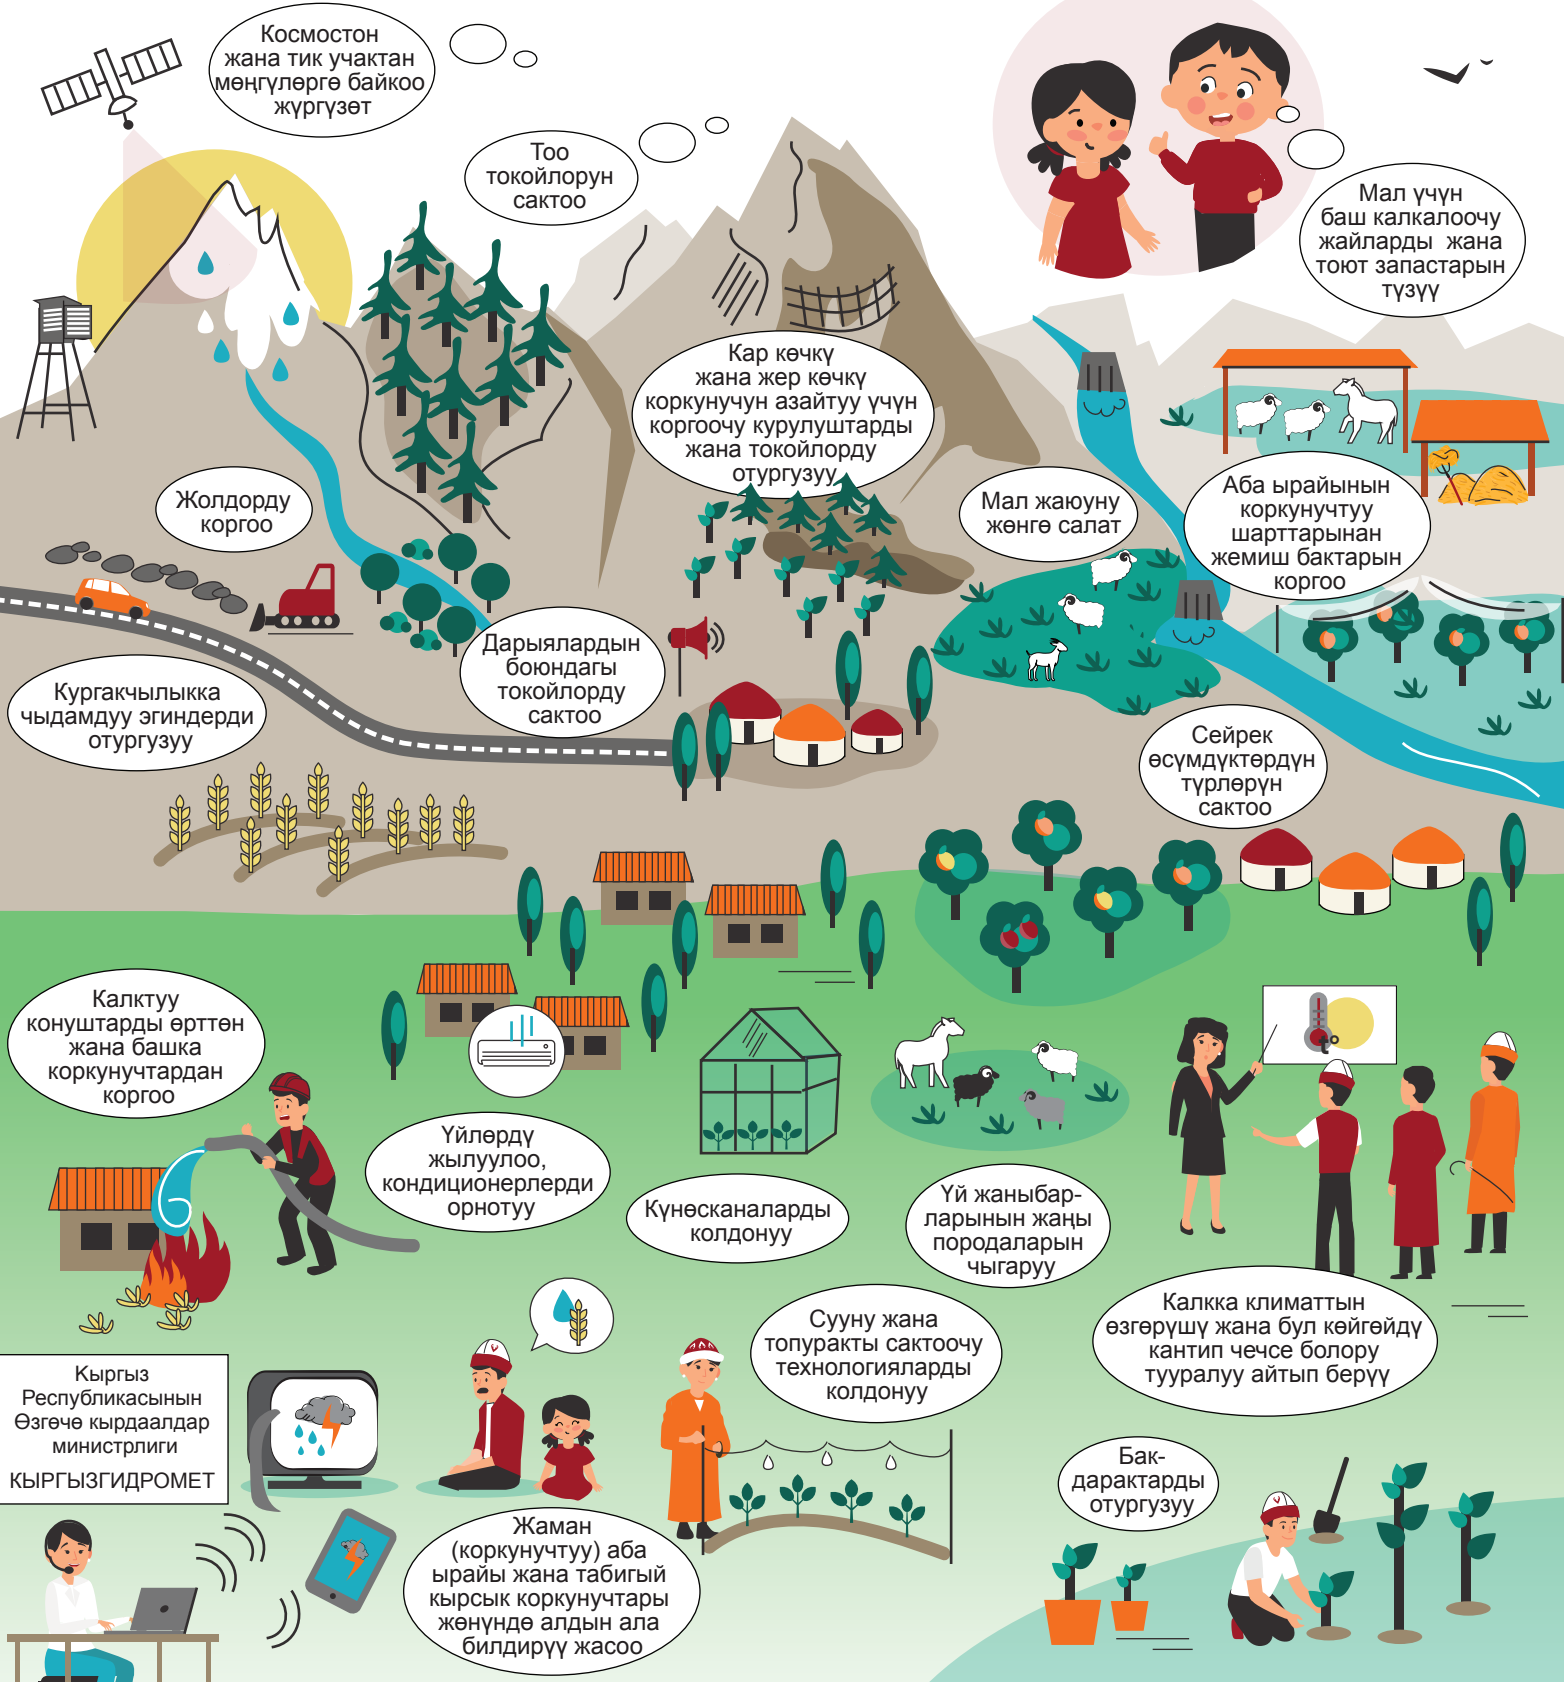 Космостон
жана тик учактан
мөңгүлөргө байкоо
жүргүзөт
Тоо
токойлорун
сактоо
Мал үчүн
баш калкалоочу
жайларды жана
тоют запастарын
түзүү
Кар көчкү
жана жер көчкү
коркунучун азайтуу үчүн
коргоочу курулуштарды
жана токойлорду
отургузуу
Жолдорду
коргоо
Мал жаюуну
жөнгө салат
Аба ырайынын
коркунучтуу
шарттарынан
жемиш бактарын
коргоо
Дарыялардын
боюндагы
токойлорду
сактоо
Кургакчылыкка
чыдамдуу эгиндерди
отургузуу
Сейрек
өсүмдүктөрдүн
түрлөрүн
сактоо
Калктуу
конуштарды өрттөн
жана башка
коркунучтардан
коргоо
t°
Үйлөрдү
жылуулоо,
кондиционерлерди
орнотуу
Күнөсканаларды
колдонуу
Үй жаныбар-
ларынын жаңы
породаларын
чыгаруу
Калкка климаттын
өзгөрүшү жана бул көйгөйдү
кантип чечсе болору
тууралуу айтып берүү
Сууну жана
топуракты сактоочу
технологияларды
колдонуу
Кыргыз
Республикасынын
Өзгөчө кырдаалдар
министрлиги
КЫРГЫЗГИДРОМЕТ
Бак-
дарактарды
отургузуу
Жаман
(коркунучтуу) аба
ырайы жана табигый
кырсык коркунучтары
жөнүндө алдын ала
билдирүү жасоо